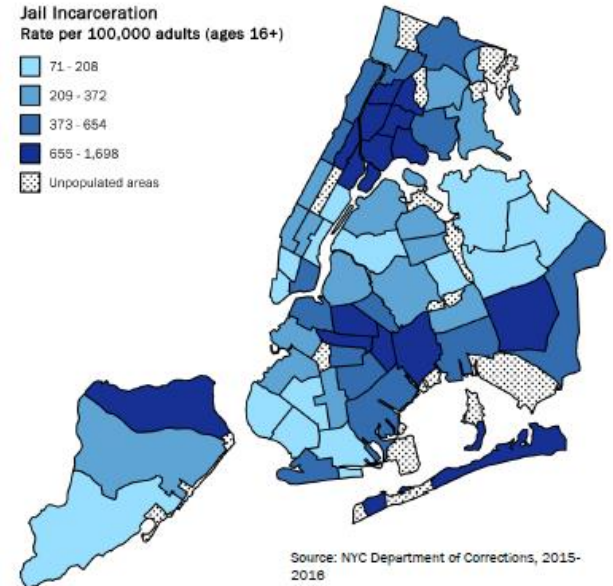 Jail Incarceration
Rate per 100,000 adults (ages 16+)
71 - 208
209 - 372
373 - 654
655 - 1,698
Unpopulated areas
Source: NYC Department of Corrections, 2015-
2016